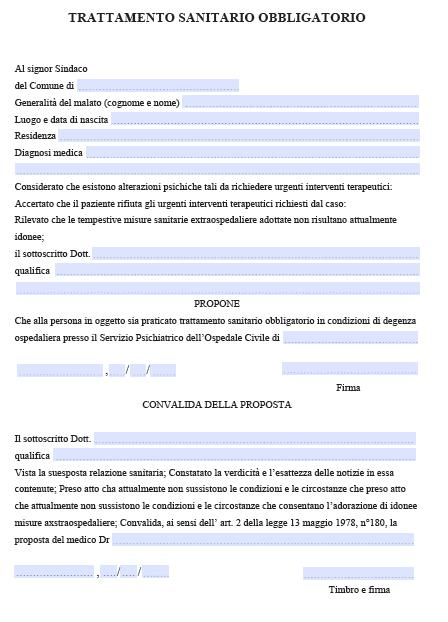 TRATTAMENTO SANITARIO OBBLIGATORIO
Al signor Sindaco
del Comune di
Generalità del malato (cognome e nome)
Luogo e data di nascita
Residenza
Diagnosi medica
Considerato che esistono alterazioni psichiche tali da richiedere urgenti interventi terapeutici:
Accertato che il paziente rifiuta gli urgenti interventi terapeutici richiesti dal caso:
Rilevato che le tempestive misure sanitarie extraospedaliere adottate non risultano attualmente
idonee;
il sottoscritto Dott.
qualifica
PROPONE
Che alla persona in oggetto sia praticato trattamento sanitario obbligatorio in condizioni di degenza
ospedaliera presso il Servizio Psichiatrico dell'Ospedale Civile di
, / /
Firma
CONVALIDA DELLA PROPOSTA
Il sottoscritto Dott.
qualifica
Vista la suesposta relazione sanitaria; Constatato la verdicità e l'esattezza delle notizie in essa
contenute; Preso atto cha attualmente non sussistono le condizioni e le circostanze che preso atto
che attualmente non sussistono le condizioni e le circostanze che consentano l'adorazione di idonee
misure axstraospedaliere; Convalida, ai sensi dell' art. 2 della legge 13 maggio 1978, n°180, la
proposta del medico Dr
, / /
Timbro e firma